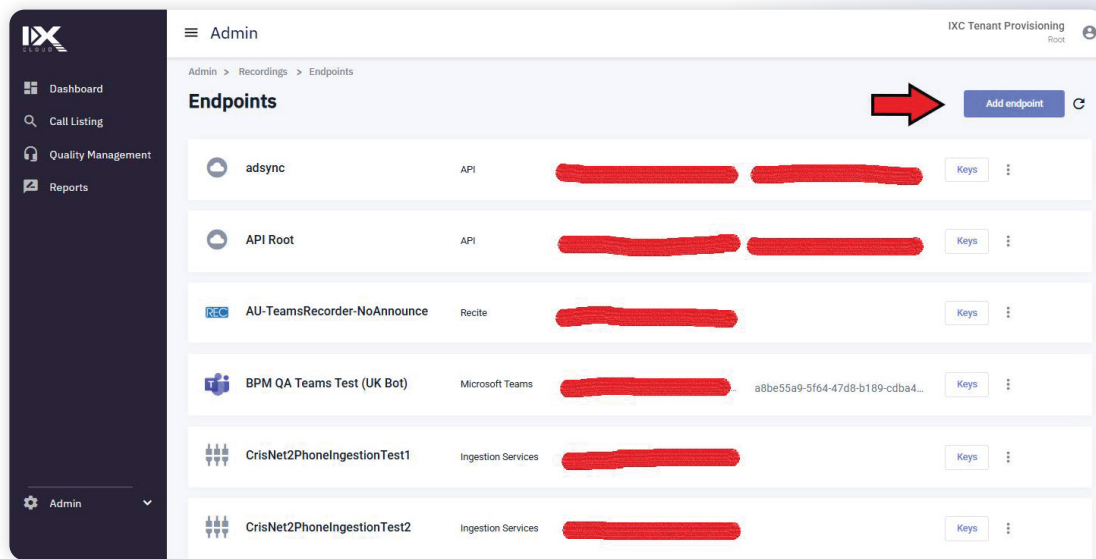 IXC Tenant Provisioning
IXC
CLOUD
Admin
Root
Admin > Recordings > Endpoints
Dashboard
Endpoints
Add endpoint
Call Listing
Quality Management
Reports
adsync API Keys
API Root API Keys
REC AU-TeamsRecorder-NoAnnounce Recite Keys
BPM QA Teams Test (UK Bot) Microsoft Teams ... a8be55a9-5f64-47d8-b189-cdba4... Keys
CrisNet2PhoneIngestionTest1 Ingestion Services Keys
Admin
CrisNet2PhoneIngestionTest2 Ingestion Services Keys